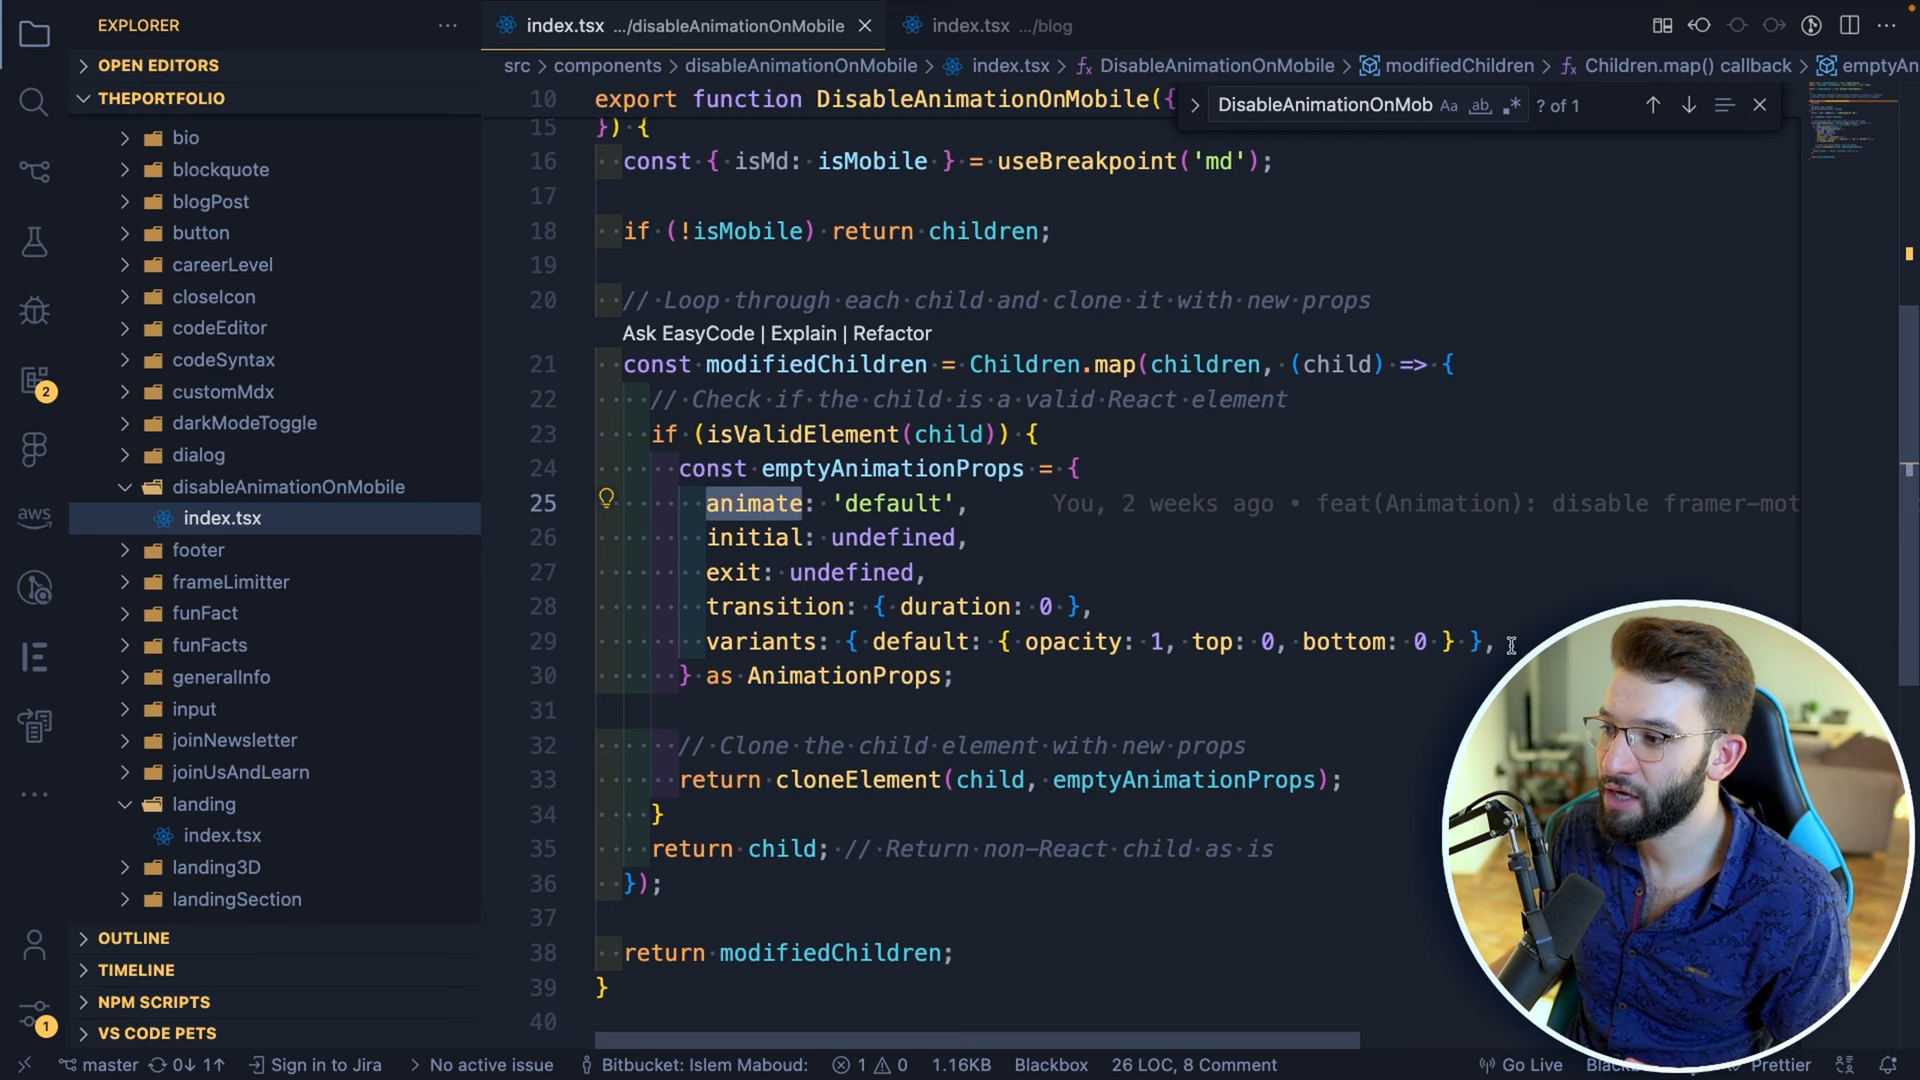 EXPLORER
OPEN EDITORS
THEPORTFOLIO
bio
blockquote
blogPost
button
careerLevel
closeIcon
codeEditor
codeSyntax
customMdx
darkModeToggle
dialog
disableAnimationOnMobile
index.tsx
footer
frameLimitter
funFact
funFacts
generalInfo
input
joinNewsletter
joinUsAndLearn
landing
index.tsx
landing3D
landingSection
OUTLINE
TIMELINE
NPM SCRIPTS
VS CODE PETS
2
aws
1
index.tsx .../disableAnimationOnMobile
index.tsx .../blog
src > components > disableAnimationOnMobile > index.tsx > DisableAnimationOnMobile > modifiedChildren > Children.map() callback > emptyAn
DisableAnimationOnMob Aa ab ? of 1
10 export function DisableAnimationOnMobile({
15 }) {
16 const { isMd: isMobile } = useBreakpoint('md');
17
18 if (!isMobile) return children;
19
20 // Loop through each child and clone it with new props
Ask EasyCode | Explain | Refactor
21 const modifiedChildren = Children.map(children, (child) => {
22 // Check if the child is a valid React element
23 if (isValidElement(child)) {
24 const emptyAnimationProps = {
25 animate: 'default', You, 2 weeks ago • feat(Animation): disable framer-mot
26 initial: undefined,
27 exit: undefined,
28 transition: { duration: 0 },
29 variants: { default: { opacity: 1, top: 0, bottom: 0 } },
30 } as AnimationProps;
31
32 // Clone the child element with new props
33 return cloneElement(child, emptyAnimationProps);
34 }
35 return child; // Return non-React child as is
36 });
37
38 return modifiedChildren;
39 }
40
master 0↓ 1↑ Sign in to Jira No active issue Bitbucket: Islem Maboud: 1 0 1.16KB Blackbox 26 LOC, 8 Comment Go Live Prettier